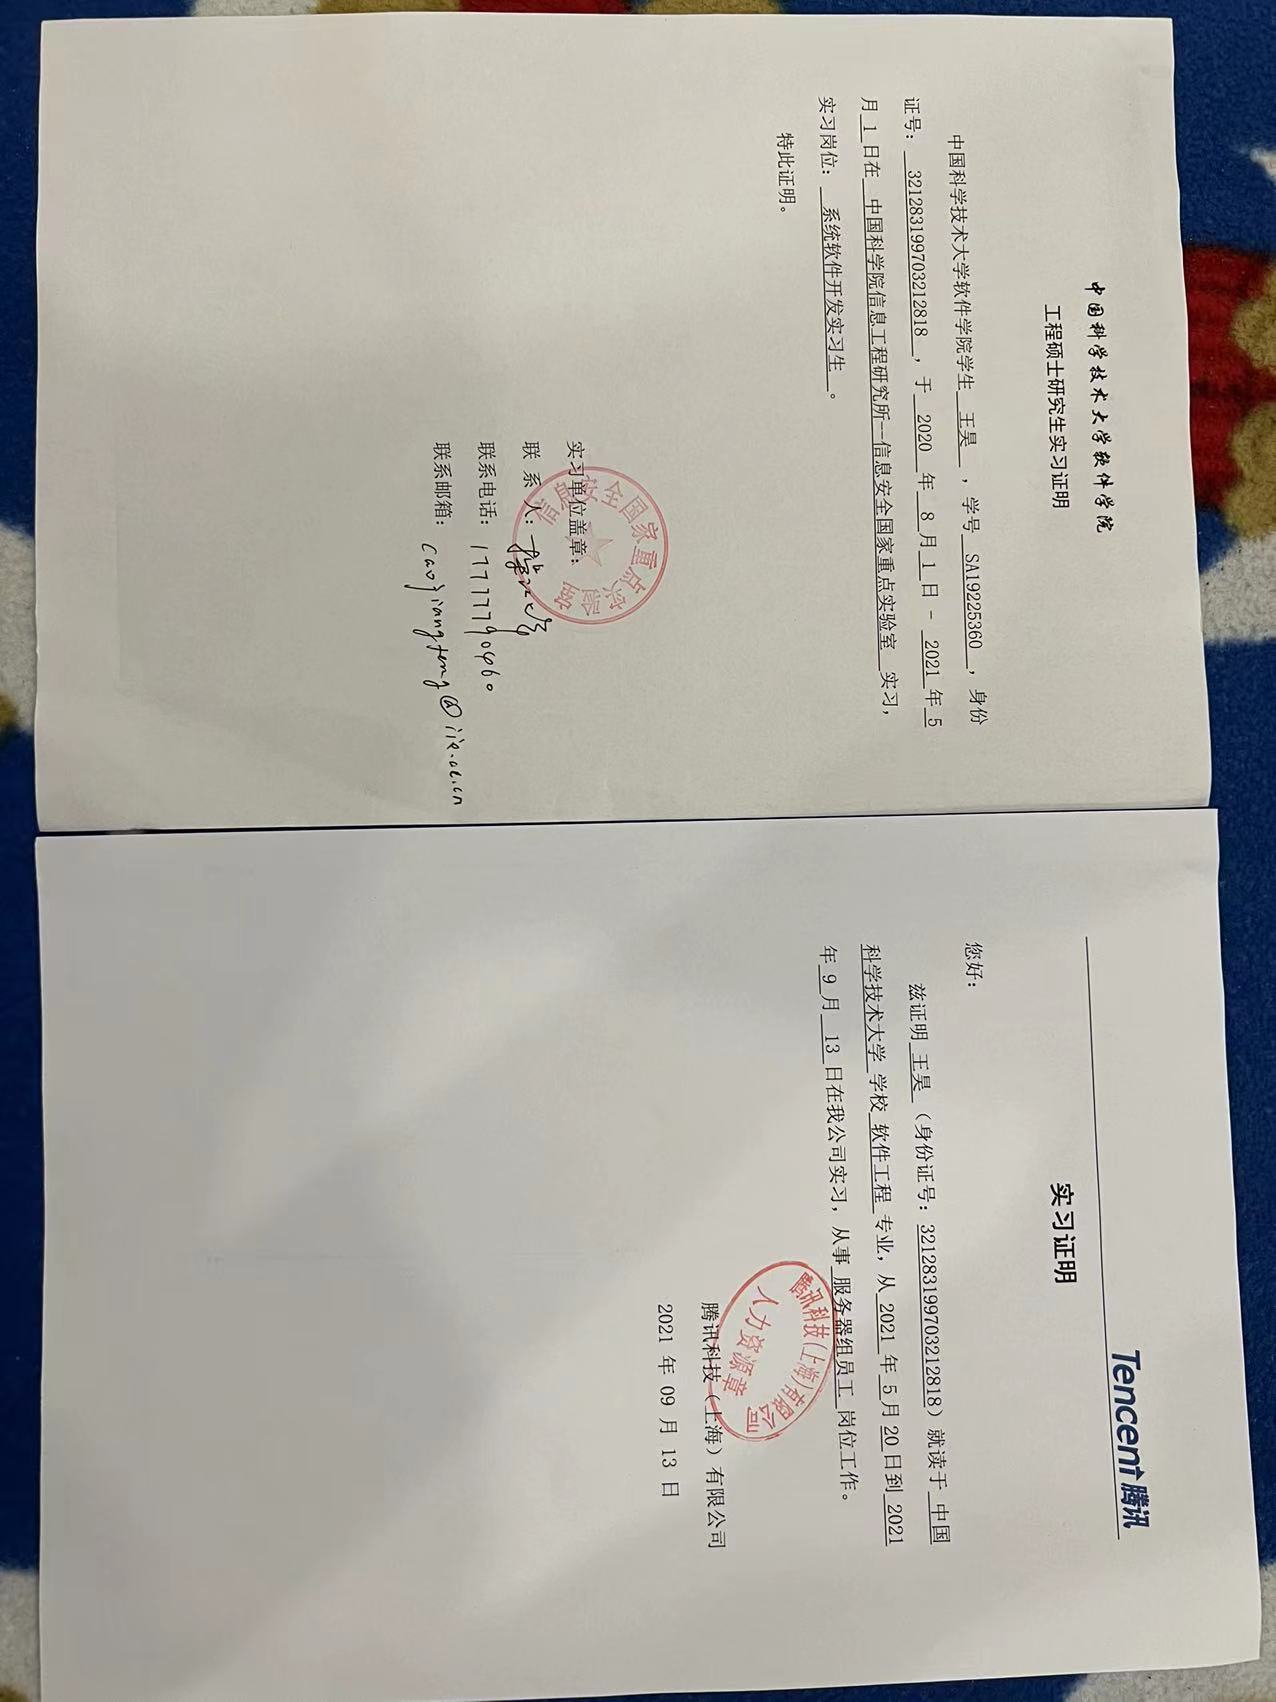 中国科学技术大学软件学院
工程硕士研究生实习证明
中国科学技术大学软件学院学生 王昊 ，学号 SA19225360 ，身份
证号： 321283199703212818 ，于 2020 年 8 月 1 日 - 2021 年 5
月 1 日在 中国科学院信息工程研究所—信息安全国家重点实验室 实习，
实习岗位： 系统软件开发实习生 。
特此证明。
实习单位盖章：
信息安全国家重点实验室
联 系 人：
联系电话： 17777790460
联系邮箱： caojiangfeng@iie.ac.cn
Tencent 腾讯
实习证明
您好：
兹证明 王昊 （身份证号：321283199703212818）就读于 中国
科学技术大学 学校 软件工程 专业，从 2021 年 5 月 20 日到 2021
年 9 月 13 日在我公司实习，从事 服务器组员工 岗位工作。
腾讯科技（上海）有限公司
人力资源章
腾讯科技（上海）有限公司
2021 年 09 月 13 日